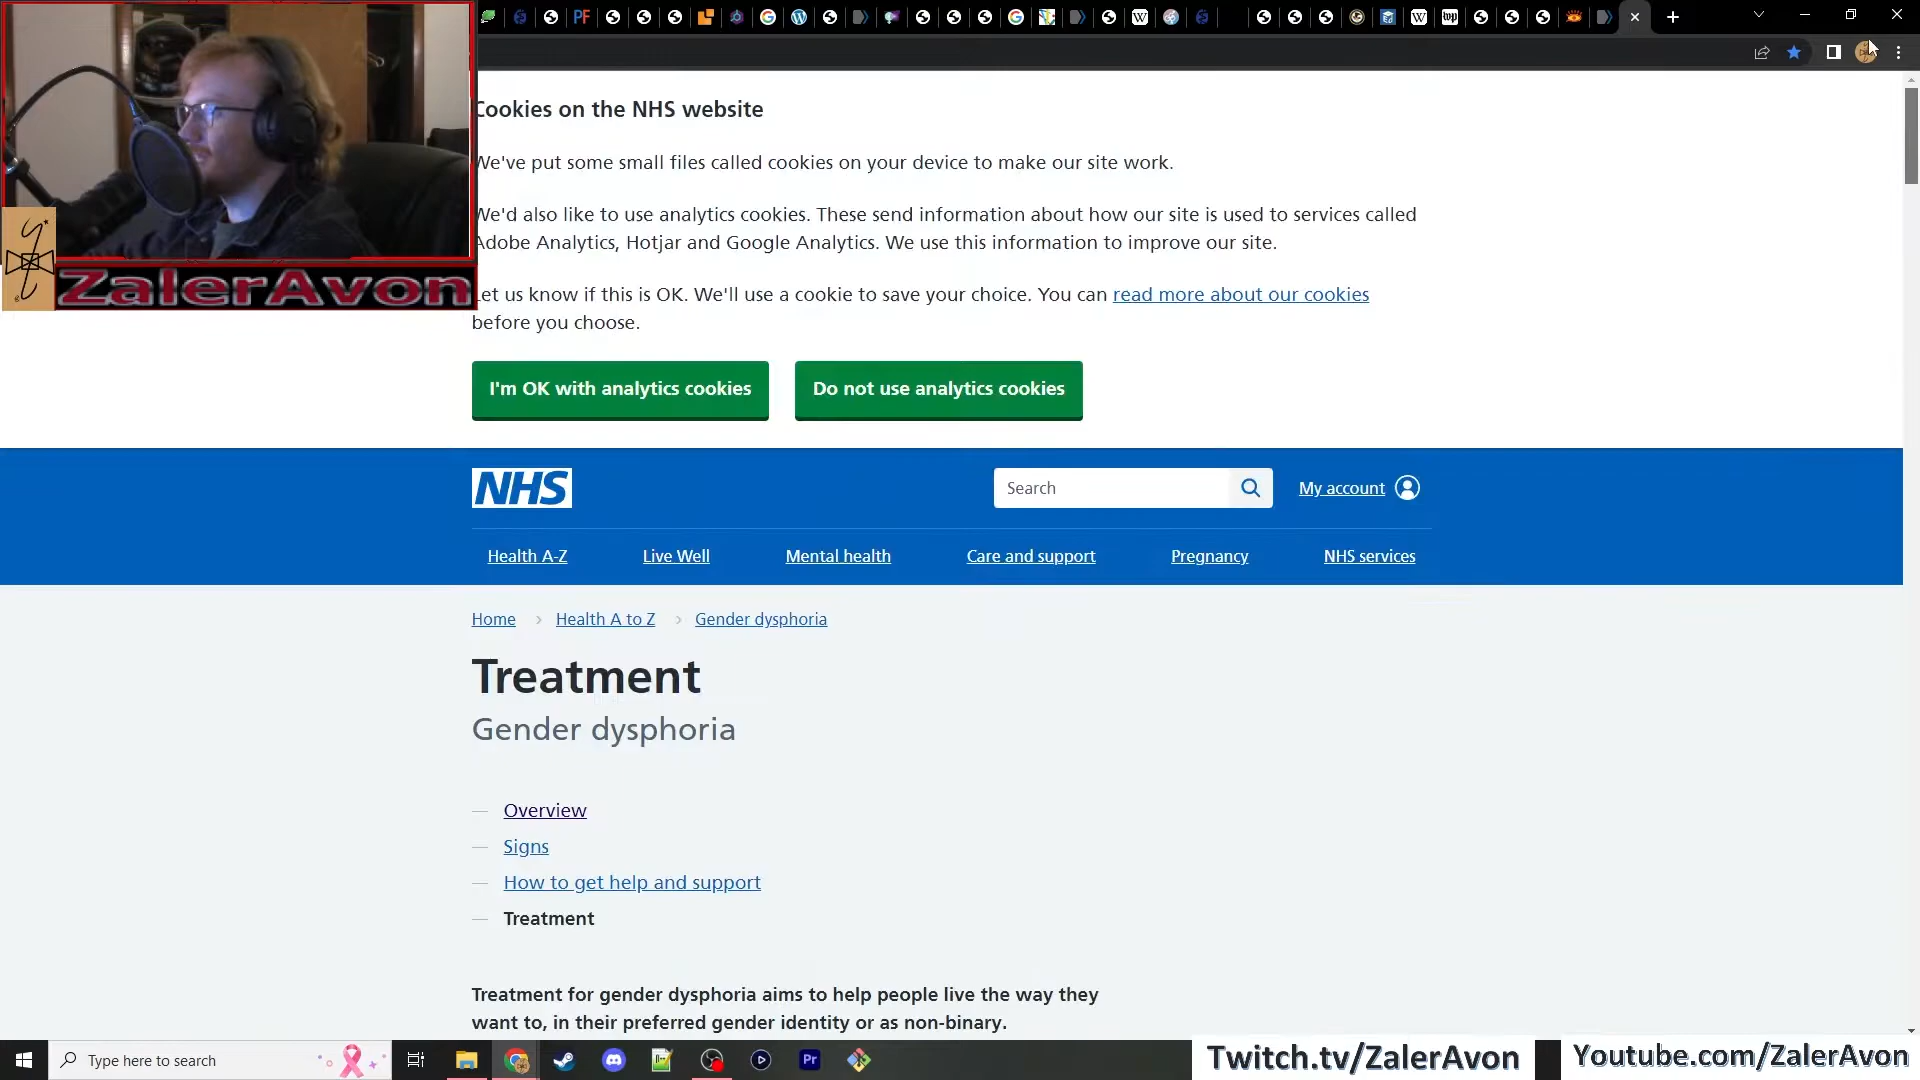 PF
W
W
wp
Cookies on the NHS website
We've put some small files called cookies on your device to make our site work.
We'd also like to use analytics cookies. These send information about how our site is used to services called
Adobe Analytics, Hotjar and Google Analytics. We use this information to improve our site.
Let us know if this is OK. We'll use a cookie to save your choice. You can read more about our cookies
before you choose.
ZalerAvon
I'm OK with analytics cookies
Do not use analytics cookies
NHS
Search
My account
Health A-Z
Live Well
Mental health
Care and support
Pregnancy
NHS services
Home
Health A to Z
Gender dysphoria
Treatment
Gender dysphoria
Overview
Signs
How to get help and support
Treatment
Treatment for gender dysphoria aims to help people live the way they
want to, in their preferred gender identity or as non-binary.
Type here to search
Pr
Twitch.tv/ZalerAvon
Youtube.com/ZalerAvon